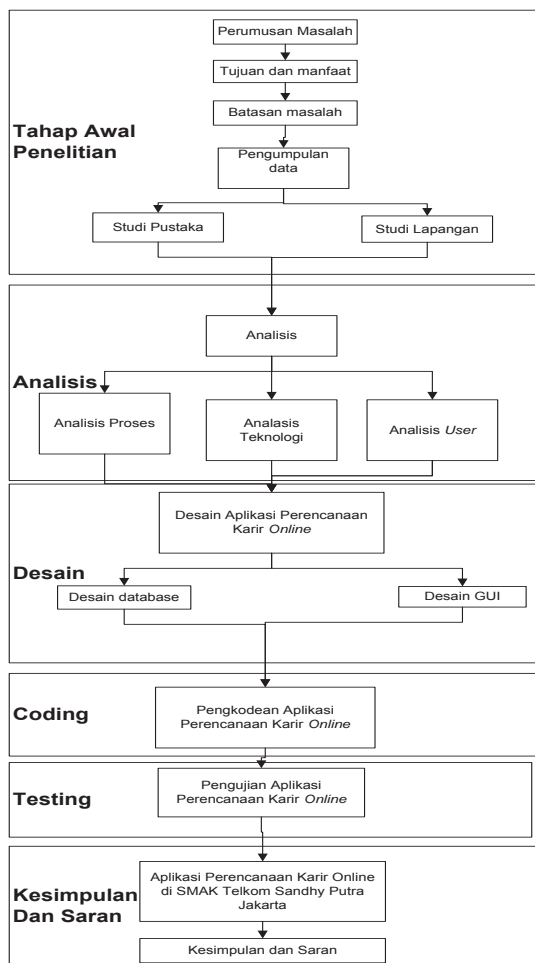 Perumusan Masalah
Tujuan dan manfaat
Batasan masalah
Tahap Awal
Penelitian
Pengumpulan
data
Studi Pustaka
Studi Lapangan
Analisis
Analisis
Analisis Proses
Analasis
Teknologi
Analisis User
Desain Aplikasi Perencanaan
Karir Online
Desain
Desain database
Desain GUI
Coding
Pengkodean Aplikasi
Perencanaan Karir Online
Testing
Pengujian Aplikasi
Perencanaan Karir Online
Kesimpulan
Dan Saran
Aplikasi Perencanaan Karir Online
di SMAK Telkom Sandhy Putra
Jakarta
Kesimpulan dan Saran